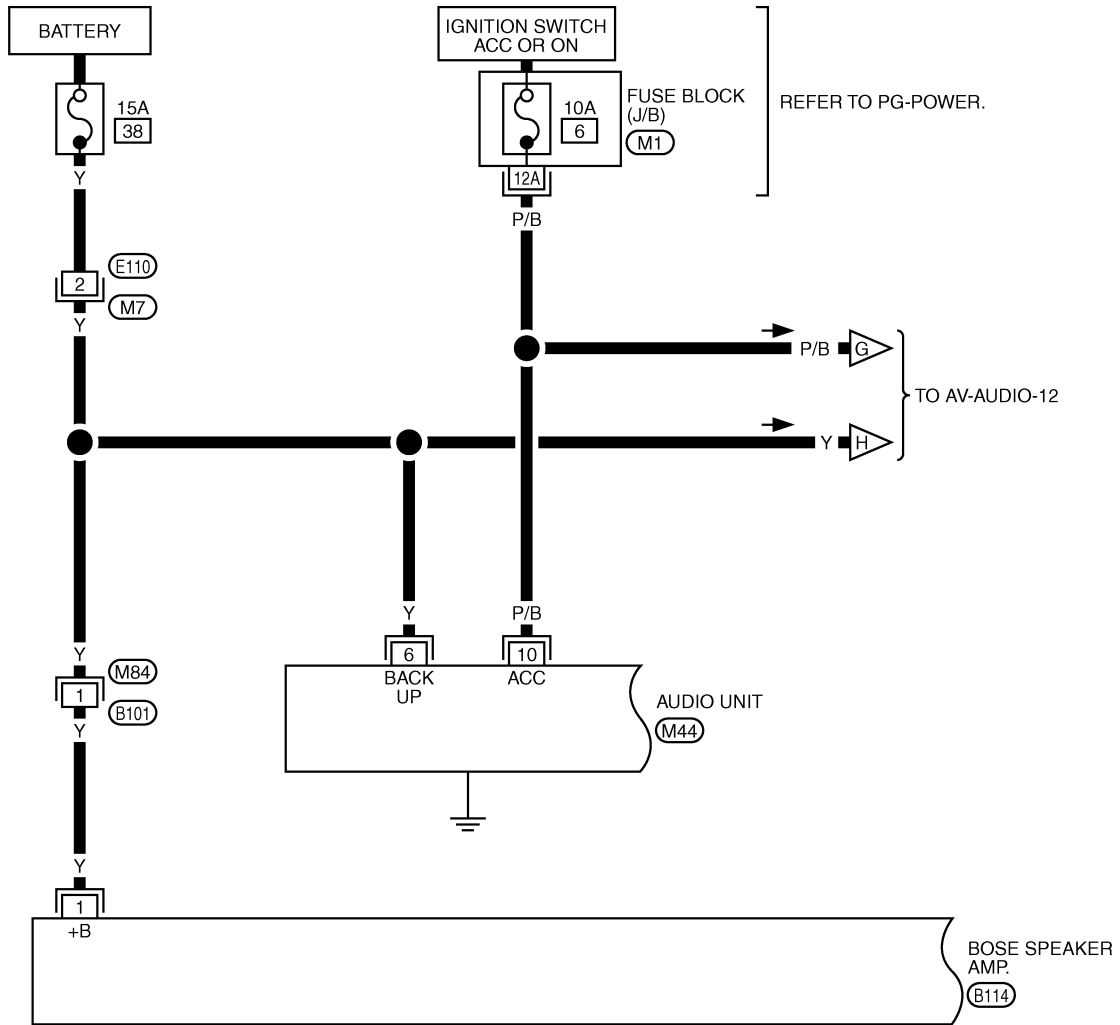 BATTERY
IGNITION SWITCH
ACC OR ON
15A
38
10A
6
FUSE BLOCK
(J/B)
M1
REFER TO PG-POWER.
12A
Y
P/B
2
E110
M7
Y
P/B
G
TO AV-AUDIO-12
Y
H
Y
P/B
Y
1
M84
B101
Y
6
BACK
UP
10
ACC
AUDIO UNIT
M44
Y
1
+B
BOSE SPEAKER
AMP.
B114